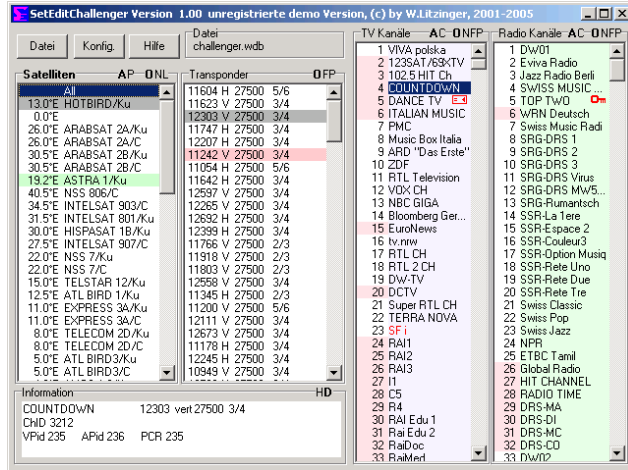 SetEditChallenger Version 1.00 unregistrierte demo Version, (c) by W.Litzinger, 2001-2005
Datei Konfig. Hilfe
Datei
challenger.wdb
Satelliten AP ONL
All
13.0°E HOTBIRD/Ku
0.0°E
26.0°E ARABSAT 2A/Ku
26.0°E ARABSAT 2A/C
30.5°E ARABSAT 2B/Ku
30.5°E ARABSAT 2B/C
19.2°E ASTRA 1/Ku
40.5°E NSS 806/C
34.5°E INTELSAT 903/C
31.5°E INTELSAT 801/Ku
30.0°E HISPASAT 1B/Ku
27.5°E INTELSAT 907/C
22.0°E NSS 7/Ku
22.0°E NSS 7/C
15.0°E TELSTAR 12/Ku
12.5°E ATL BIRD 1/Ku
11.0°E EXPRESS 3A/Ku
11.0°E EXPRESS 3A/C
8.0°E TELECOM 2D/Ku
8.0°E TELECOM 2D/C
5.0°E ATL BIRD3/Ku
5.0°E ATL BIRD3/C
Transponder OFP
11604 H 27500 5/6
11623 V 27500 3/4
12303 V 27500 3/4
11747 H 27500 3/4
12207 H 27500 3/4
11242 V 27500 3/4
11054 H 27500 5/6
11642 H 27500 3/4
12597 V 27500 3/4
12265 V 27500 3/4
12692 H 27500 3/4
12399 H 27500 3/4
11766 V 27500 2/3
11918 V 27500 2/3
11803 V 27500 2/3
12558 V 27500 3/4
11345 H 27500 2/3
11200 V 27500 5/6
12111 V 27500 3/4
12673 V 27500 3/4
11178 H 27500 3/4
12245 H 27500 3/4
10949 V 27500 3/4
Information HD
COUNTDOWN 12303 vert 27500 3/4
ChID 3212
VPid 235 APid 236 PCR 235
TV Kanäle AC ONFP
1 VIVA polska
2 123SAT/69XTV
3 102.5 HIT Ch
4 COUNTDOWN
5 DANCE TV
6 ITALIAN MUSIC
7 PMC
8 Music Box Italia
9 ARD "Das Erste"
10 ZDF
11 RTL Television
12 VOX CH
13 NBC GIGA
14 Bloomberg Ger...
15 EuroNews
16 tv.nrw
17 RTL CH
18 RTL 2 CH
19 DW-TV
20 DCTV
21 Super RTL CH
22 TERRA NOVA
23 SF i
24 RAI1
25 RAI2
26 RAI3
27 I1
28 C5
29 R4
30 RAI Edu 1
31 Rai Edu 2
32 RaiDoc
33 RaiMed
Radio Kanäle AC ONFP
1 DW01
2 Eviva Radio
3 Jazz Radio Berli
4 SWISS MUSIC ...
5 TOP TWO
6 WRN Deutsch
7 Swiss Music Radi
8 SRG-DRS 1
9 SRG-DRS 2
10 SRG-DRS 3
11 SRG-DRS Virus
12 SRG-DRS MW5...
13 SRG-Rumantsch
14 SSR-La 1ere
15 SSR-Espace 2
16 SSR-Couleur3
17 SSR-Option Musiq
18 SSR-Rete Uno
19 SSR-Rete Due
20 SSR-Rete Tre
21 Swiss Classic
22 Swiss Pop
23 Swiss Jazz
24 NPR
25 ETBC Tamil
26 Global Radio
27 HIT CHANNEL
28 RADIO TIME
29 DRS-MA
30 DRS-DI
31 DRS-MC
32 DRS-CO
33 DW02